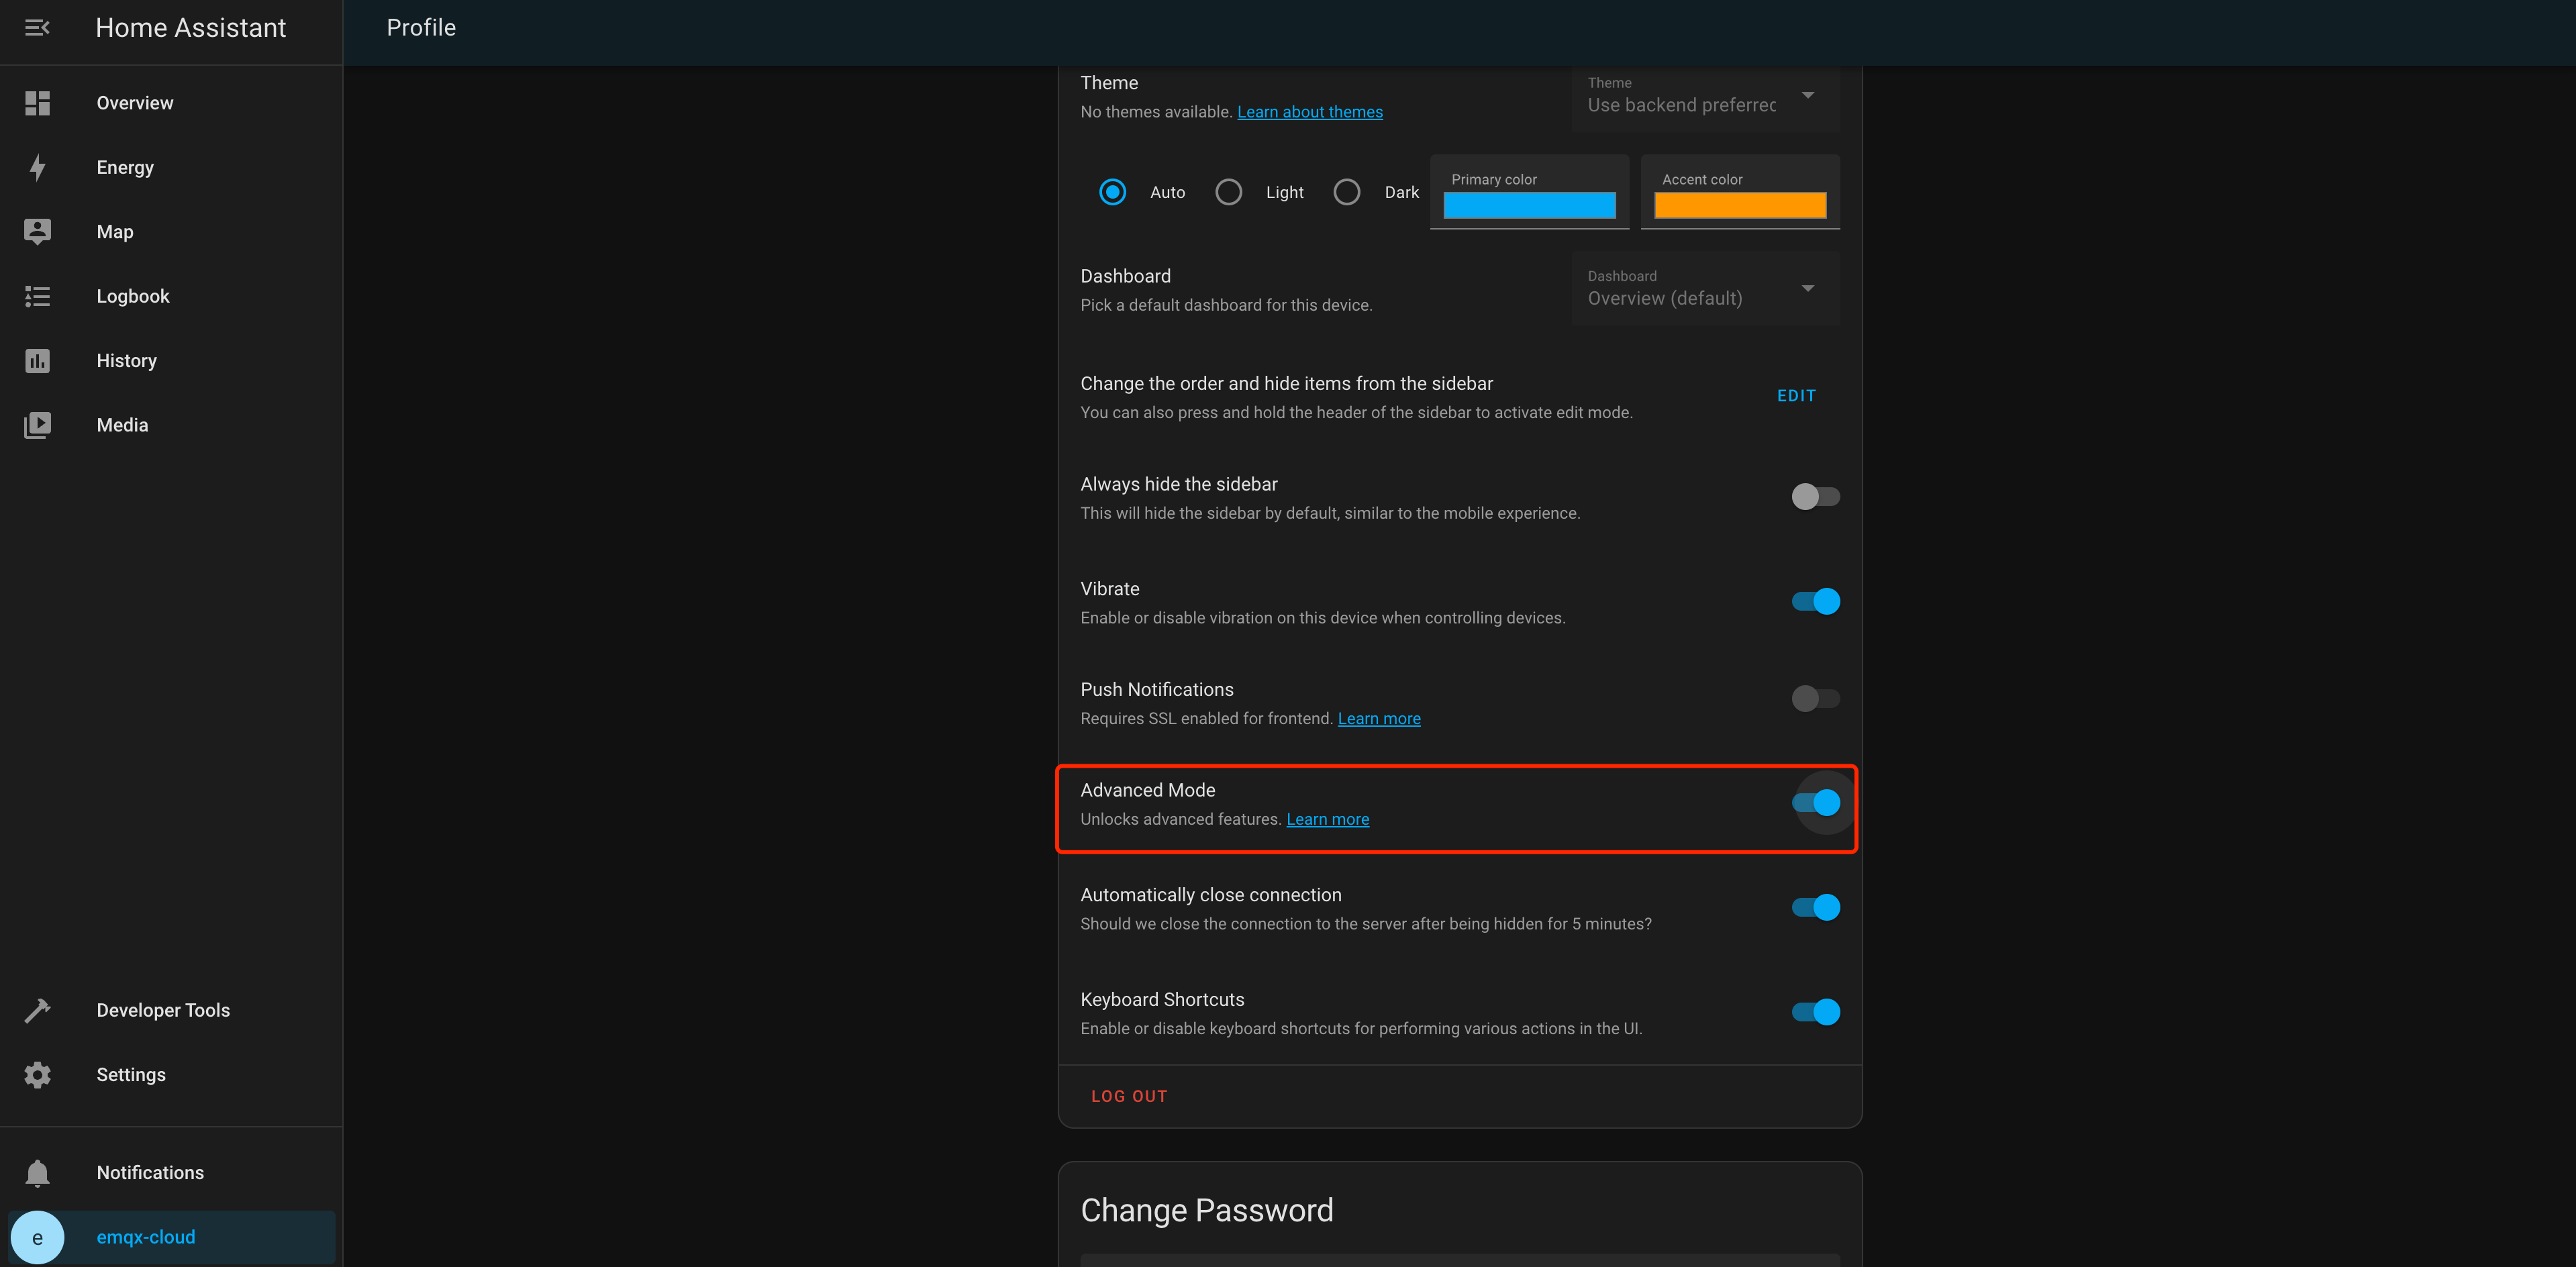 Home Assistant
Profile
Overview
Energy
Map
Logbook
History
Media
Developer Tools
Settings
Notifications
e
emqx-cloud
Theme
No themes available. Learn about themes
Theme
Use backend preferrec
Auto
Light
Dark
Primary color
Accent color
Dashboard
Pick a default dashboard for this device.
Dashboard
Overview (default)
Change the order and hide items from the sidebar
You can also press and hold the header of the sidebar to activate edit mode.
EDIT
Always hide the sidebar
This will hide the sidebar by default, similar to the mobile experience.
Vibrate
Enable or disable vibration on this device when controlling devices.
Push Notifications
Requires SSL enabled for frontend. Learn more
Advanced Mode
Unlocks advanced features. Learn more
Automatically close connection
Should we close the connection to the server after being hidden for 5 minutes?
Keyboard Shortcuts
Enable or disable keyboard shortcuts for performing various actions in the UI.
LOG OUT
Change Password